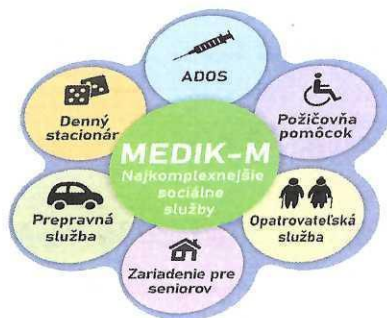 ADOS
Denný
stacionár
Požičovňa
pomôcok
MEDIK-M
Najkomplexnejšie
sociálne
služby
Prepravná
služba
Opatrovateľská
služba
Zariadenie pre
seniorov